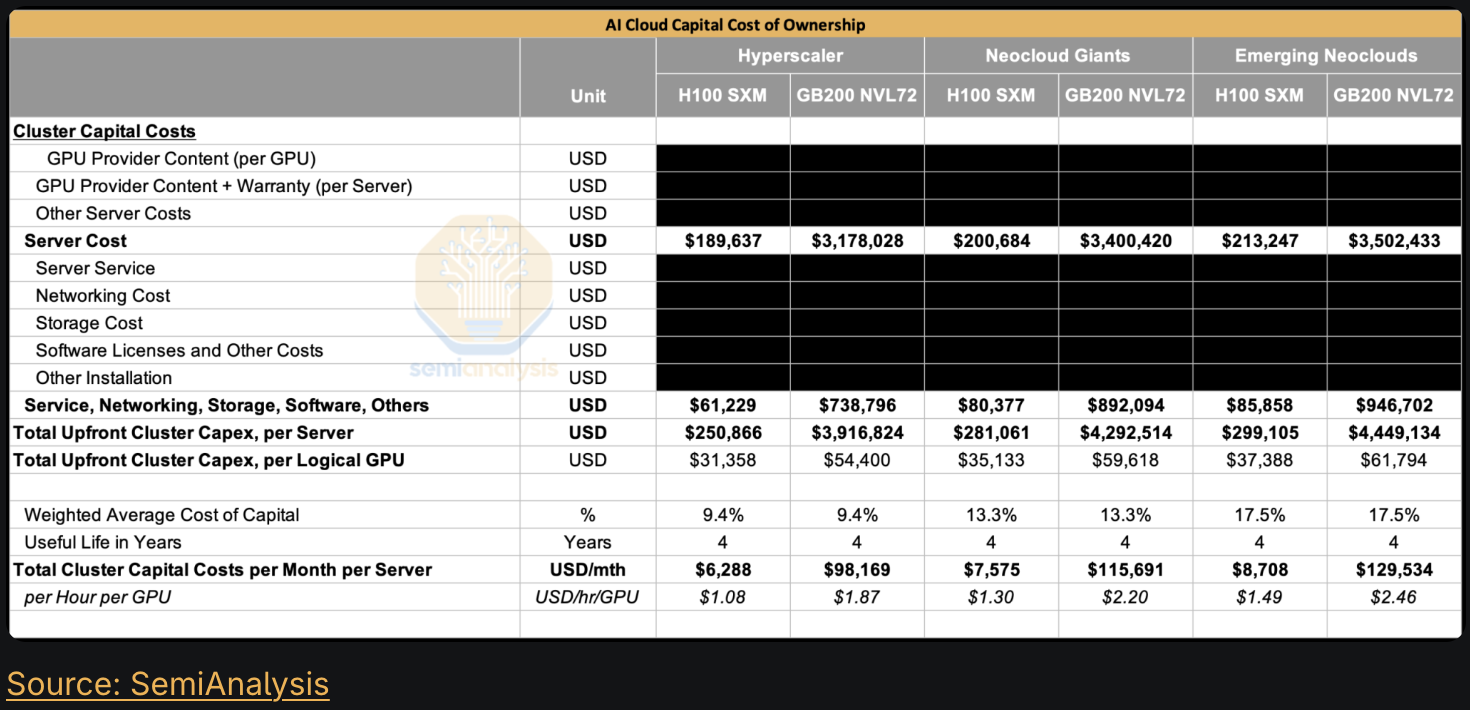 AI Cloud Capital Cost of Ownership
Hyperscaler Neocloud Giants Emerging Neoclouds
Unit H100 SXM GB200 NVL72 H100 SXM GB200 NVL72 H100 SXM GB200 NVL72
Cluster Capital Costs
GPU Provider Content (per GPU) USD
GPU Provider Content + Warranty (per Server) USD
Other Server Costs USD
Server Cost USD $189,637 $3,178,028 $200,684 $3,400,420 $213,247 $3,502,433
Server Service USD
Networking Cost USD
Storage Cost USD
Software Licenses and Other Costs USD
semianalysis
Other Installation USD
Service, Networking, Storage, Software, Others USD $61,229 $738,796 $80,377 $892,094 $85,858 $946,702
Total Upfront Cluster Capex, per Server USD $250,866 $3,916,824 $281,061 $4,292,514 $299,105 $4,449,134
Total Upfront Cluster Capex, per Logical GPU USD $31,358 $54,400 $35,133 $59,618 $37,388 $61,794
Weighted Average Cost of Capital % 9.4% 9.4% 13.3% 13.3% 17.5% 17.5%
Useful Life in Years Years 4 4 4 4 4 4
Total Cluster Capital Costs per Month per Server USD/mth $6,288 $98,169 $7,575 $115,691 $8,708 $129,534
per Hour per GPU USD/hr/GPU $1.08 $1.87 $1.30 $2.20 $1.49 $2.46
Source: SemiAnalysis